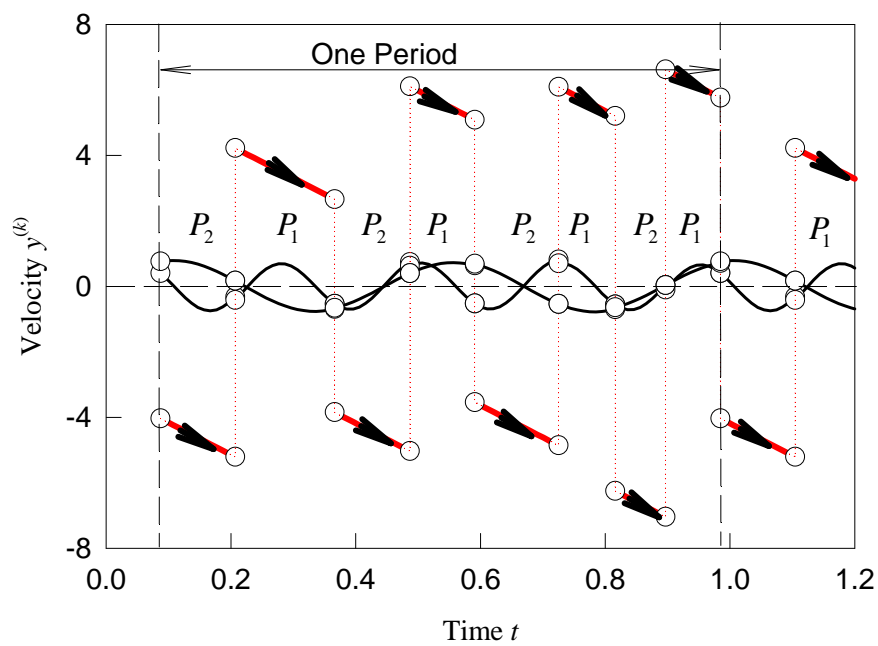 8
One Period
4
P₂ P₁ P₂ P₁ P₂ P₁ P₂ P₁ P₁
0
-4
-8
0.0 0.2 0.4 0.6 0.8 1.0 1.2
Velocity y⁽ᵏ⁾
Time t